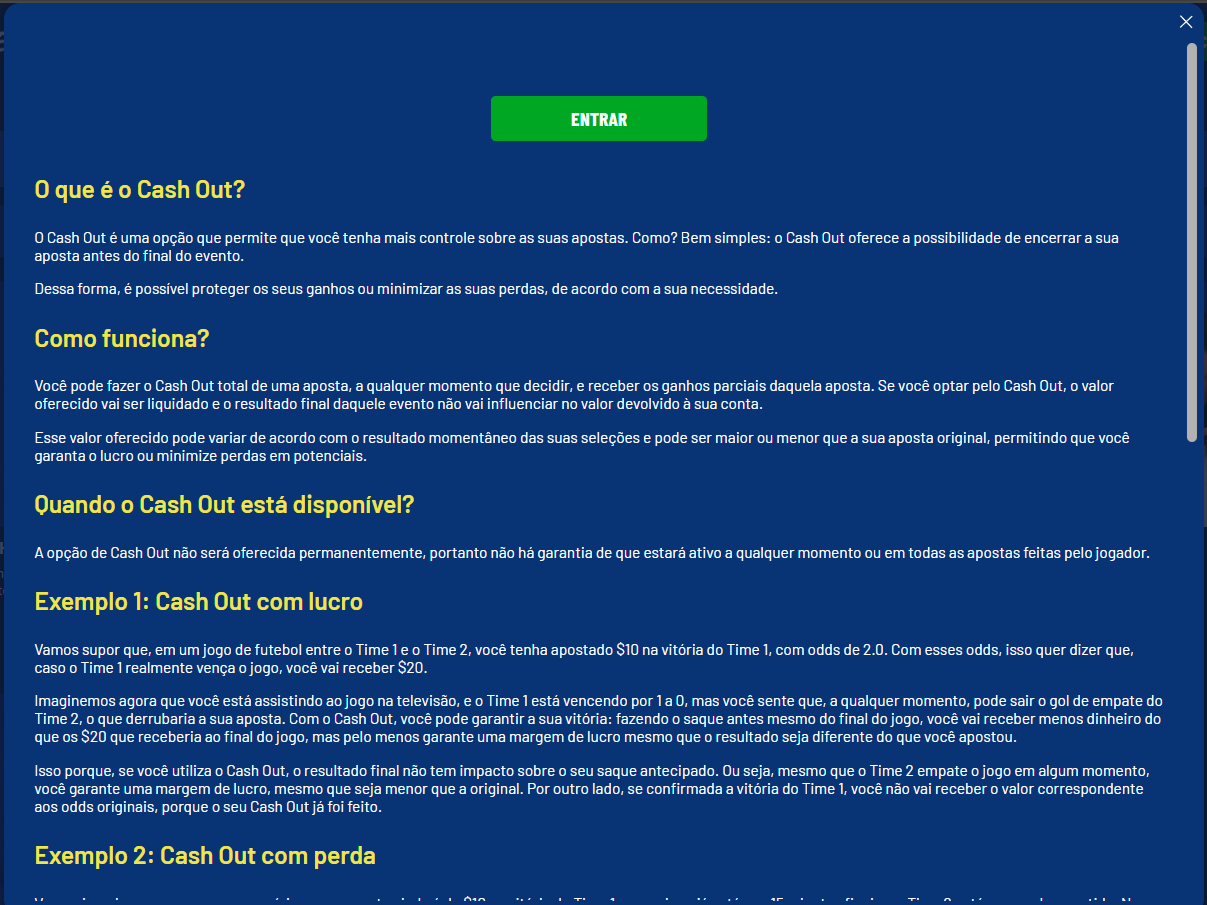 ENTRAR
O que é o Cash Out?
O Cash Out é uma opção que permite que você tenha mais controle sobre as suas apostas. Como? Bem simples: o Cash Out oferece a possibilidade de encerrar a sua
aposta antes do final do evento.
Dessa forma, é possível proteger os seus ganhos ou minimizar as suas perdas, de acordo com a sua necessidade.
Como funciona?
Você pode fazer o Cash Out total de uma aposta, a qualquer momento que decidir, e receber os ganhos parciais daquela aposta. Se você optar pelo Cash Out, o valor
oferecido vai ser liquidado e o resultado final daquele evento não vai influenciar no valor devolvido à sua conta.
Esse valor oferecido pode variar de acordo com o resultado momentâneo das suas seleções e pode ser maior ou menor que a sua aposta original, permitindo que você
garanta o lucro ou minimize perdas em potenciais.
Quando o Cash Out está disponível?
A opção de Cash Out não será oferecida permanentemente, portanto não há garantia de que estará ativo a qualquer momento ou em todas as apostas feitas pelo jogador.
Exemplo 1: Cash Out com lucro
Vamos supor que, em um jogo de futebol entre o Time 1 e o Time 2, você tenha apostado $10 na vitória do Time 1, com odds de 2.0. Com esses odds, isso quer dizer que,
caso o Time 1 realmente vença o jogo, você vai receber $20.
Imaginemos agora que você está assistindo ao jogo na televisão, e o Time 1 está vencendo por 1 a 0, mas você sente que, a qualquer momento, pode sair o gol de empate do
Time 2, o que derrubaria a sua aposta. Com o Cash Out, você pode garantir a sua vitória: fazendo o saque antes mesmo do final do jogo, você vai receber menos dinheiro do
que os $20 que receberia ao final do jogo, mas pelo menos garante uma margem de lucro mesmo que o resultado seja diferente do que você apostou.
Isso porque, se você utiliza o Cash Out, o resultado final não tem impacto sobre o seu saque antecipado. Ou seja, mesmo que o Time 2 empate o jogo em algum momento,
você garante uma margem de lucro, mesmo que seja menor que a original. Por outro lado, se confirmada a vitória do Time 1, você não vai receber o valor correspondente
aos odds originais, porque o seu Cash Out já foi feito.
Exemplo 2: Cash Out com perda